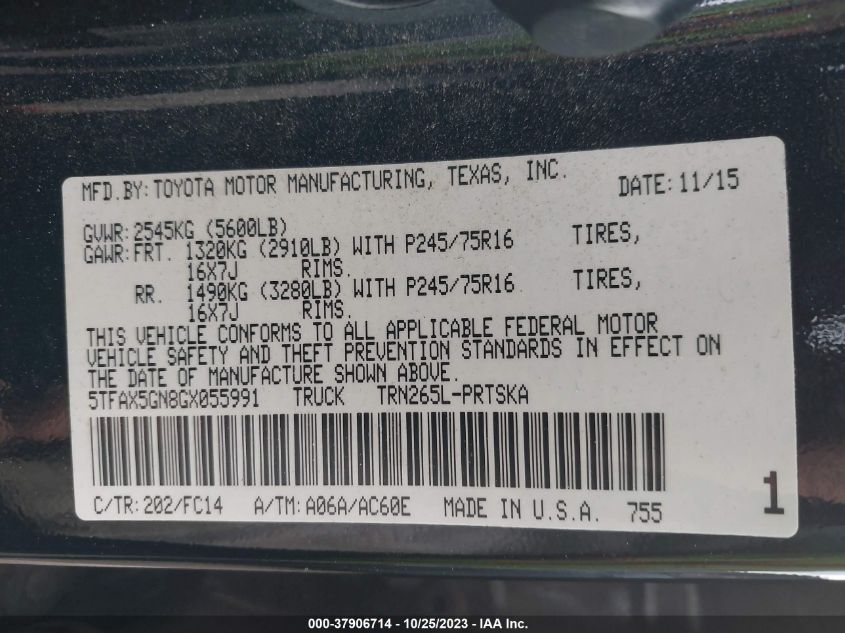 MFD.BY:TOYOTA MOTOR MANUFACTURING, TEXAS, INC. DATE:11/15
GVWR:2545KG (5600LB)
GAWR:FRT. 1320KG (2910LB) WITH P245/75R16 TIRES,
16X7J RIMS.
RR. 1490KG (3280LB) WITH P245/75R16 TIRES,
16X7J RIMS.
THIS VEHICLE CONFORMS TO ALL APPLICABLE FEDERAL MOTOR
VEHICLE SAFETY AND THEFT PREVENTION STANDARDS IN EFFECT ON
THE DATE OF MANUFACTURE SHOWN ABOVE.
5TFAX5GN8GX055991 TRUCK TRN265L-PRTSKA
C/TR:202/FC14 A/TM:A06A/AC60E MADE IN U.S.A. 755 1
000-37906714 - 10/25/2023 - www.iaai.com/